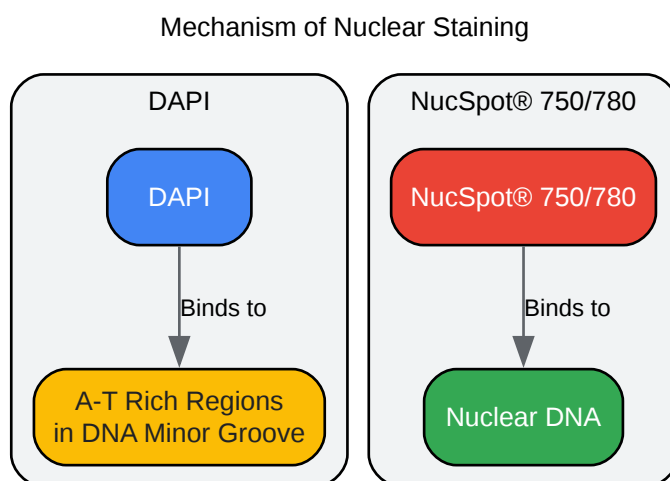 Mechanism of Nuclear Staining
DAPI
DAPI
Binds to
A-T Rich Regions
in DNA Minor Groove
NucSpot® 750/780
NucSpot® 750/780
Binds to
Nuclear DNA